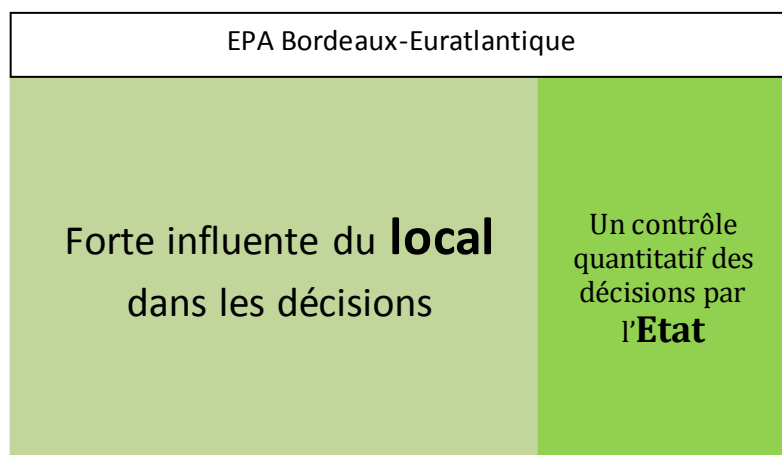 EPA Bordeaux-Euratlantique
Forte influente du local
dans les décisions
Un contrôle
quantitatif des
décisions par
l'Etat